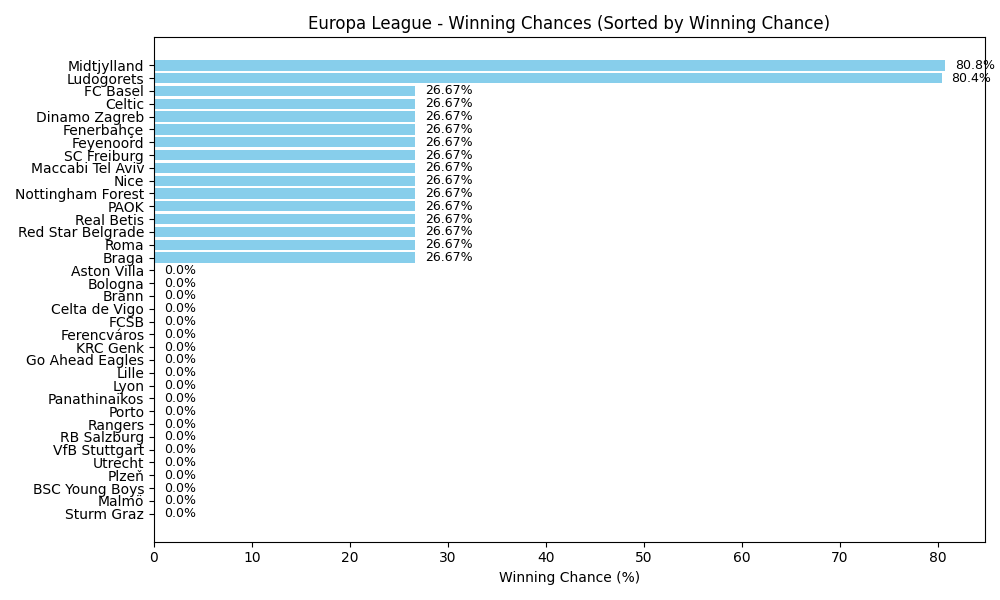 Europa League - Winning Chances (Sorted by Winning Chance)
Midtjylland 80.8%
Ludogorets 80.4%
FC Basel 26.67%
Celtic 26.67%
Dinamo Zagreb 26.67%
Fenerbahçe 26.67%
Feyenoord 26.67%
SC Freiburg 26.67%
Maccabi Tel Aviv 26.67%
Nice 26.67%
Nottingham Forest 26.67%
PAOK 26.67%
Real Betis 26.67%
Red Star Belgrade 26.67%
Roma 26.67%
Braga 26.67%
Aston Villa 0.0%
Bologna 0.0%
Brann 0.0%
Celta de Vigo 0.0%
FCSB 0.0%
Ferencváros 0.0%
KRC Genk 0.0%
Go Ahead Eagles 0.0%
Lille 0.0%
Lyon 0.0%
Panathinaikos 0.0%
Porto 0.0%
Rangers 0.0%
RB Salzburg 0.0%
VfB Stuttgart 0.0%
Utrecht 0.0%
Plzeň 0.0%
BSC Young Boys 0.0%
Malmö 0.0%
Sturm Graz 0.0%
0 10 20 30 40 50 60 70 80
Winning Chance (%)